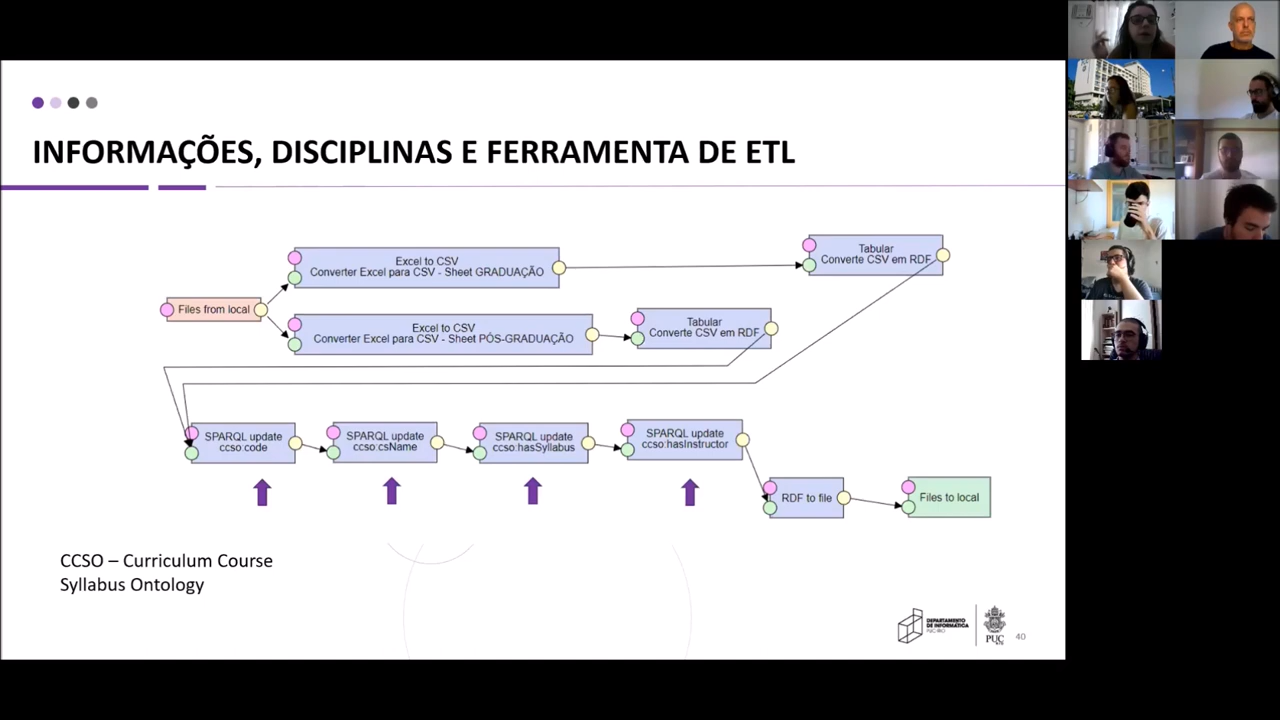 INFORMAÇÕES, DISCIPLINAS E FERRAMENTA DE ETL
Excel to CSV
Converter Excel para CSV - Sheet GRADUAÇÃO
Tabular
Converte CSV em RDF
Files from local
Excel to CSV
Converter Excel para CSV - Sheet PÓS-GRADUAÇÃO
Tabular
Converte CSV em RDF
SPARQL update
ccso:code
SPARQL update
ccso:csName
SPARQL update
ccso:hasSyllabus
SPARQL update
ccso:hasInstructor
RDF to file
Files to local
CCSO – Curriculum Course
Syllabus Ontology
DEPARTAMENTO
DE INFORMÁTICA
PUC-RIO
PUC
RIO
40